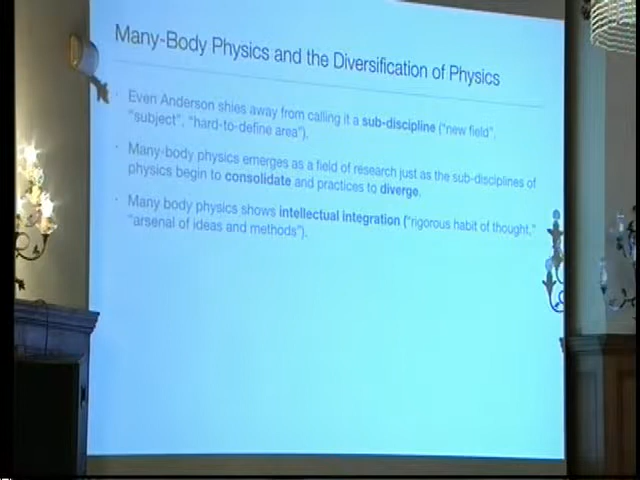 Many-Body Physics and the Diversification of Physics
· Even Anderson shies away from calling it a sub-discipline ("new field",
"subject", "hard-to-define area").
· Many-body physics emerges as a field of research just as the sub-disciplines of
physics begin to consolidate and practices to diverge.
· Many body physics shows intellectual integration ("rigorous habit of thought,"
"arsenal of ideas and methods").